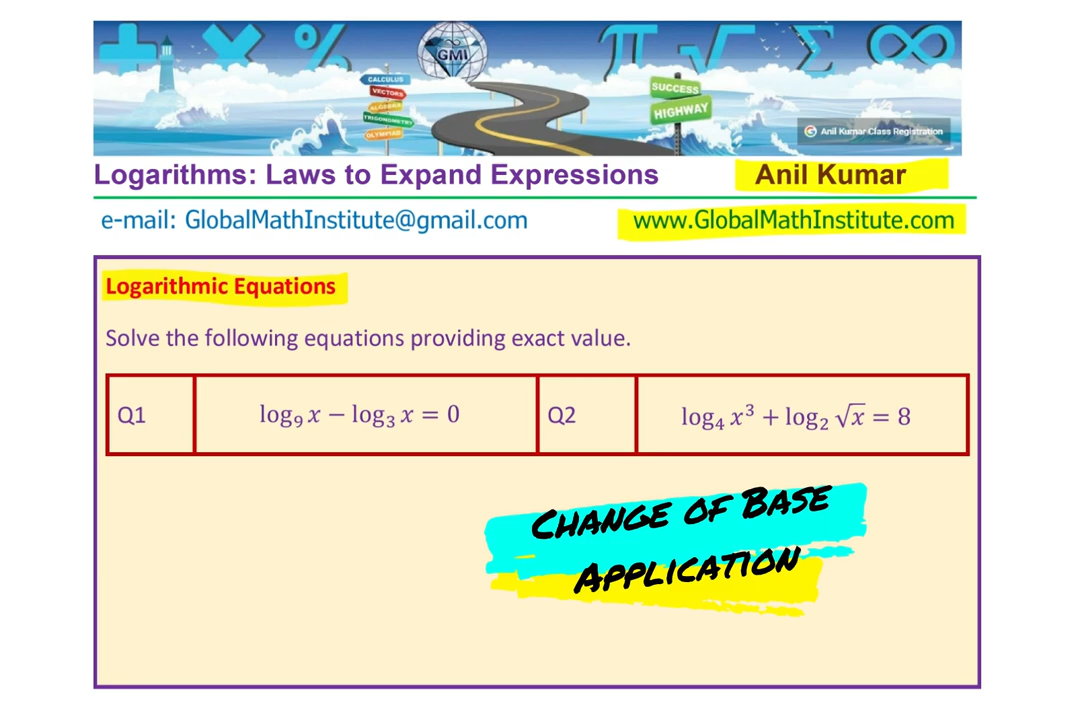 GMI
CALCULUS
VECTORS
ALGEBRA
TRIGONOMETRY
OLYMPIAD
SUCCESS
HIGHWAY
Anil Kumar Class Registration
Logarithms: Laws to Expand Expressions Anil Kumar
e-mail: GlobalMathInstitute@gmail.com www.GlobalMathInstitute.com
Logarithmic Equations
Solve the following equations providing exact value.
Q1 log₉ x − log₃ x = 0 Q2 log₄ x³ + log₂ √x = 8
CHANGE OF BASE
APPLICATION